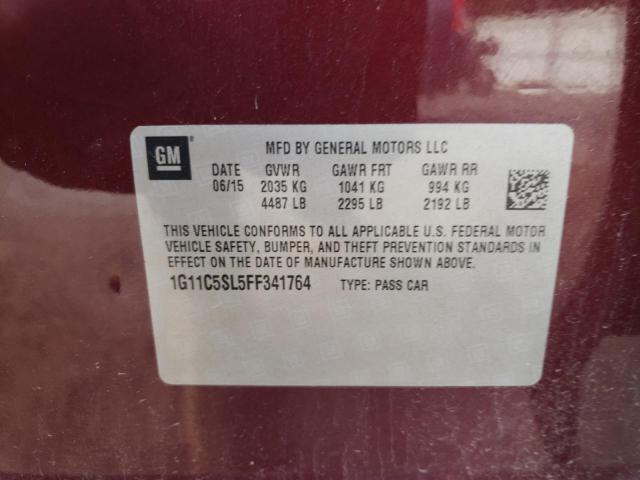 GM
MFD BY GENERAL MOTORS LLC
DATE GVWR GAWR FRT GAWR RR
06/15 2035 KG 1041 KG 994 KG
4487 LB 2295 LB 2192 LB
THIS VEHICLE CONFORMS TO ALL APPLICABLE U.S. FEDERAL MOTOR
VEHICLE SAFETY, BUMPER, AND THEFT PREVENTION STANDARDS IN
EFFECT ON THE DATE OF MANUFACTURE SHOWN ABOVE.
1G11C5SL5FF341764 TYPE: PASS CAR